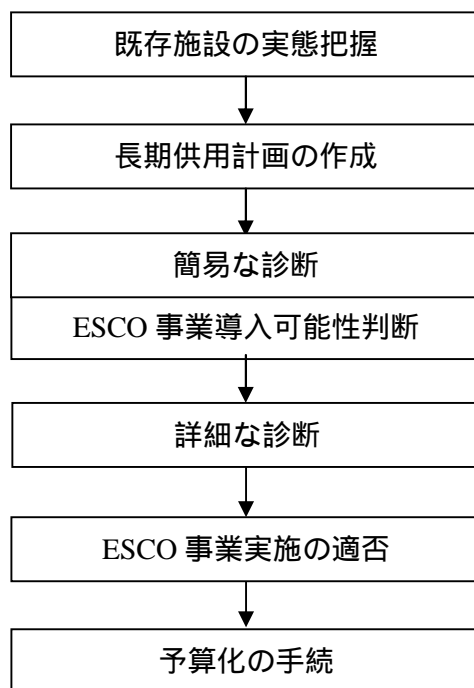 既存施設の実態把握
長期供用計画の作成
簡易な診断
ESCO 事業導入可能性判断
詳細な診断
ESCO 事業実施の適否
予算化の手続